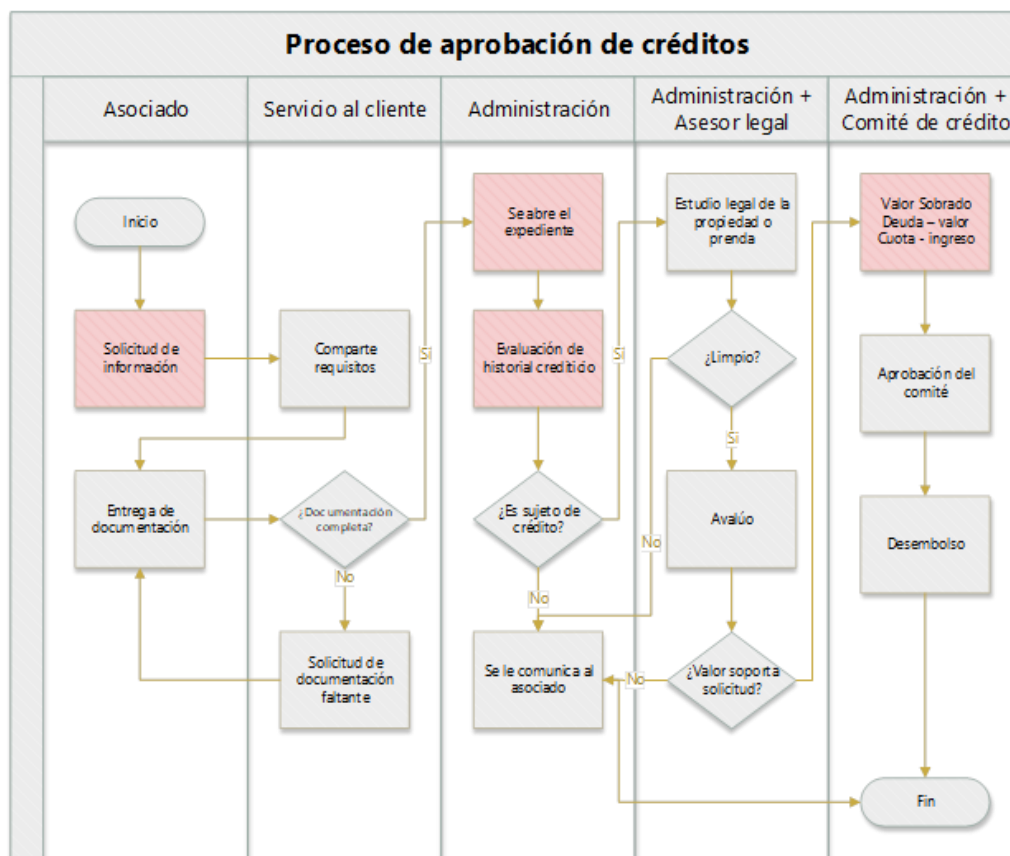 Proceso de aprobación de créditos
Asociado
Servicio al cliente
Administración
Administración +
Asesor legal
Administración +
Comité de crédito
Inicio
Solicitud de
información
Entrega de
documentación
Comparte
requisitos
¿Documentación
completa?
Si
No
Solicitud de
documentación
faltante
Se abre el
expediente
Evaluación de
historial crediticio
¿Es sujeto de
crédito?
Si
No
Se le comunica al
asociado
Estudio legal de la
propiedad o
prenda
¿Limpio?
Si
No
Avalúo
¿Valor soporta
solicitud?
No
Valor Sobrado
Deuda – valor
Cuota - ingreso
Aprobación del
comité
Desembolso
Fin